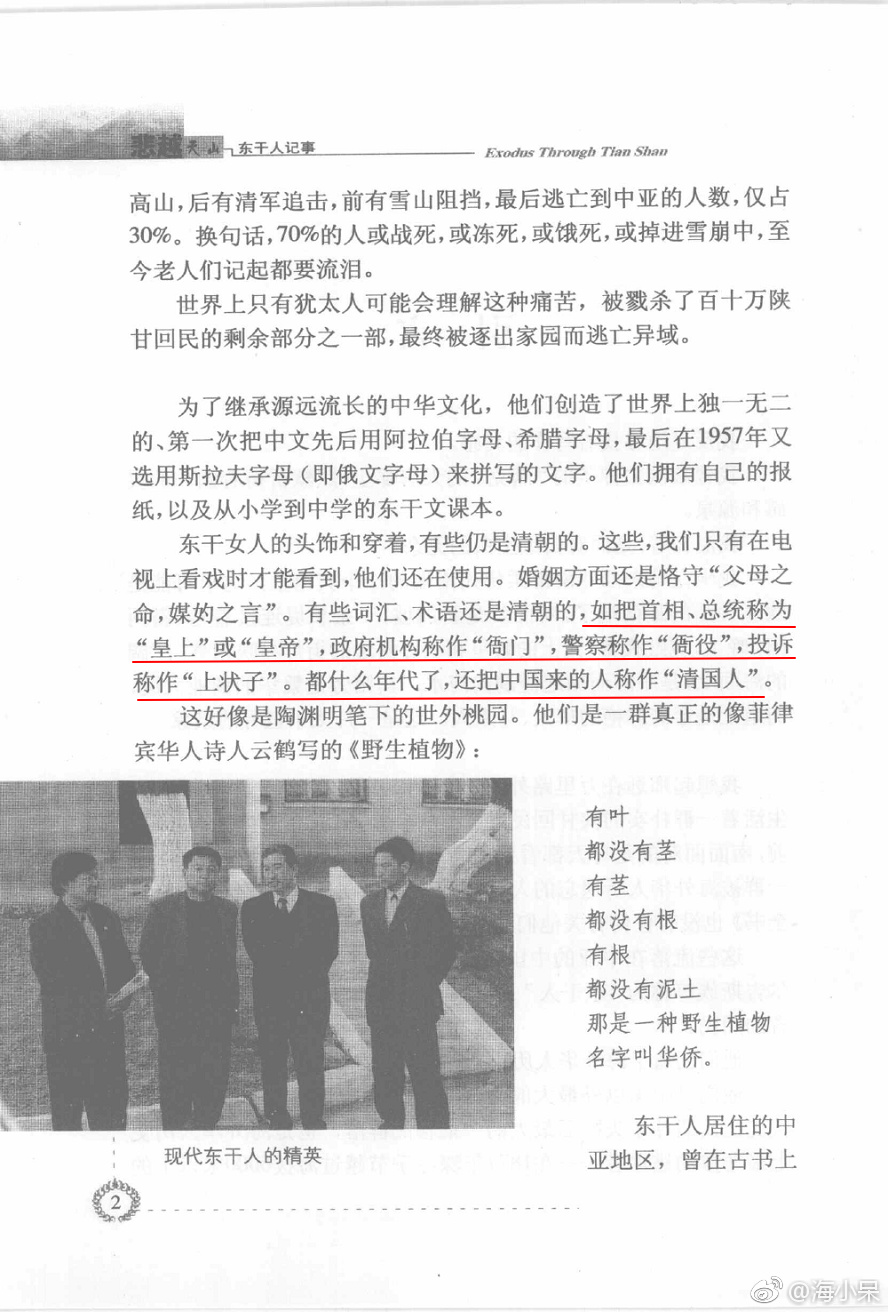 悲越天山 东干人记事 Exodus Through Tian Shan
高山，后有清军追击，前有雪山阻挡，最后逃亡到中亚的人数，仅占
30%。换句话，70%的人或战死，或冻死，或饿死，或掉进雪崩中，至
今老人们记起都要流泪。
世界上只有犹太人可能会理解这种痛苦，被戮杀了百十万陕
甘回民的剩余部分之一部，最终被逐出家园而逃亡异域。
为了继承源远流长的中华文化，他们创造了世界上独一无二
的、第一次把中文先后用阿拉伯字母、希腊字母，最后在1957年又
选用斯拉夫字母（即俄文字母）来拼写的文字。他们拥有自己的报
纸，以及从小学到中学的东干文课本。
东干女人的头饰和穿着，有些仍是清朝的。这些，我们只有在电
视上看戏时才能看到，他们还在使用。婚姻方面还是恪守“父母之
命，媒妁之言”。有些词汇、术语还是清朝的，如把首相、总统称为
“皇上”或“皇帝”，政府机构称作“衙门”，警察称作“衙役”，投诉
称作“上状子”。都什么年代了，还把中国来的人称作“清国人”。
这好像是陶渊明笔下的世外桃园。他们是一群真正的像菲律
宾华人诗人云鹤写的《野生植物》：
有叶
都没有茎
有茎
都没有根
有根
都没有泥土
那是一种野生植物
名字叫华侨。
东干人居住的中
亚地区，曾在古书上
现代东干人的精英
2
@海小呆